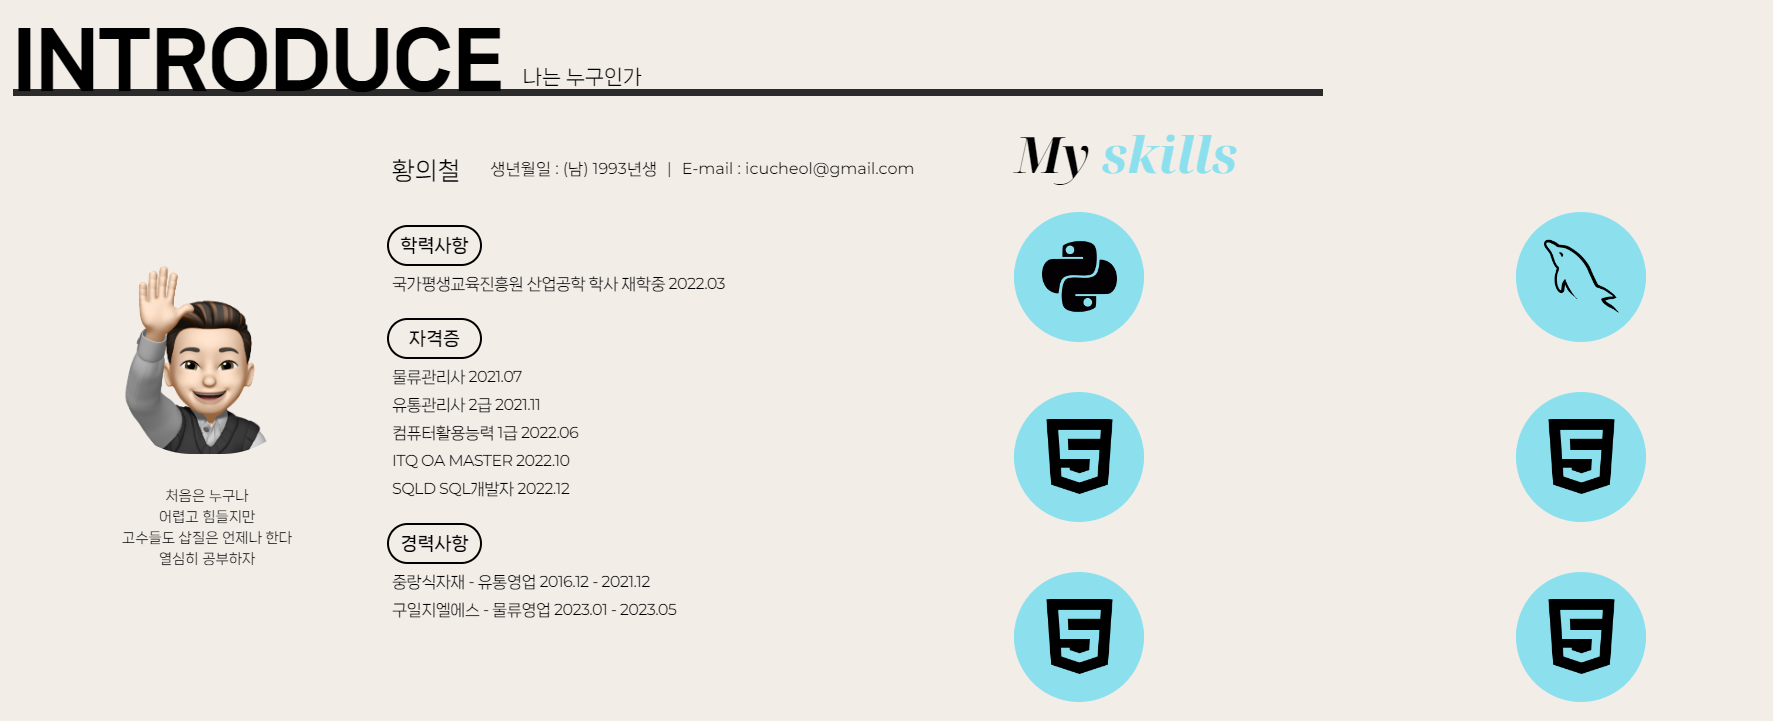 INTRODUCE 나는 누구인가
황의철 생년월일 : (남) 1993년생 | E-mail : icucheol@gmail.com
학력사항
국가평생교육진흥원 산업공학 학사 재학중 2022.03
자격증
물류관리사 2021.07
유통관리사 2급 2021.11
컴퓨터활용능력 1급 2022.06
ITQ OA MASTER 2022.10
SQLD SQL개발자 2022.12
경력사항
중랑식자재 - 유통영업 2016.12 - 2021.12
구일지엘에스 - 물류영업 2023.01 - 2023.05
처음은 누구나
어렵고 힘들지만
고수들도 삽질은 언제나 한다
열심히 공부하자
My skills
5
5
5
5